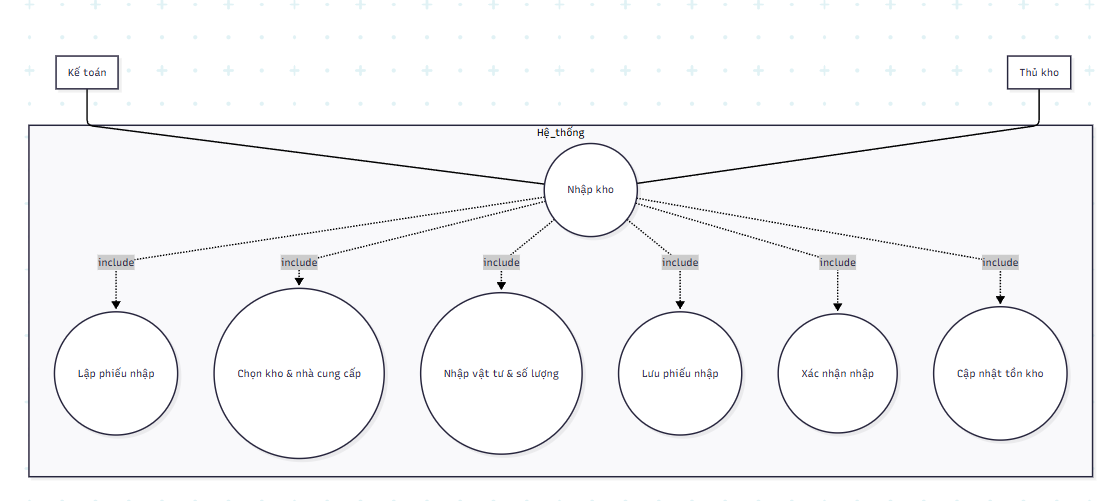 Kế toán
Thủ kho
Hệ_thống
Nhập kho
include
include
include
include
include
include
Lập phiếu nhập
Chọn kho & nhà cung cấp
Nhập vật tư & số lượng
Lưu phiếu nhập
Xác nhận nhập
Cập nhật tồn kho